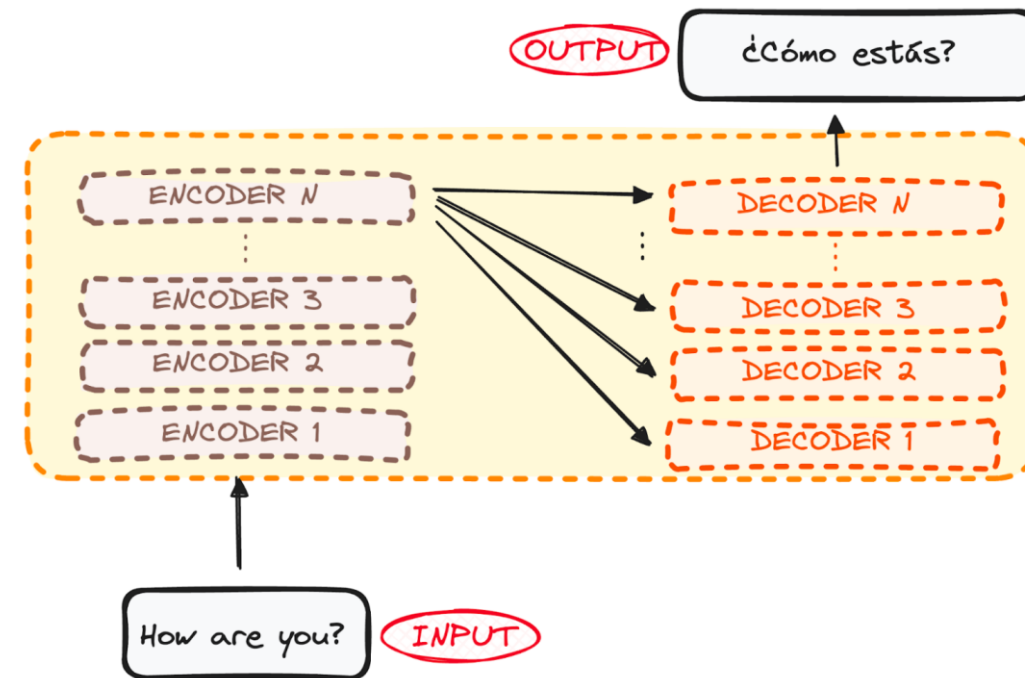 OUTPUT
¿Cómo estás?
ENCODER N
DECODER N
ENCODER 3
DECODER 3
ENCODER 2
DECODER 2
ENCODER 1
DECODER 1
How are you?
INPUT